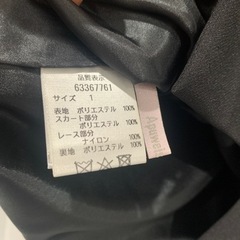 品質表示
63367761
サイズ 1
表地 ポリエステル 100%
スカート部分
ポリエステル 100%
レース部分
ナイロン 100%
裏地 ポリエステル 100%
Apuweis